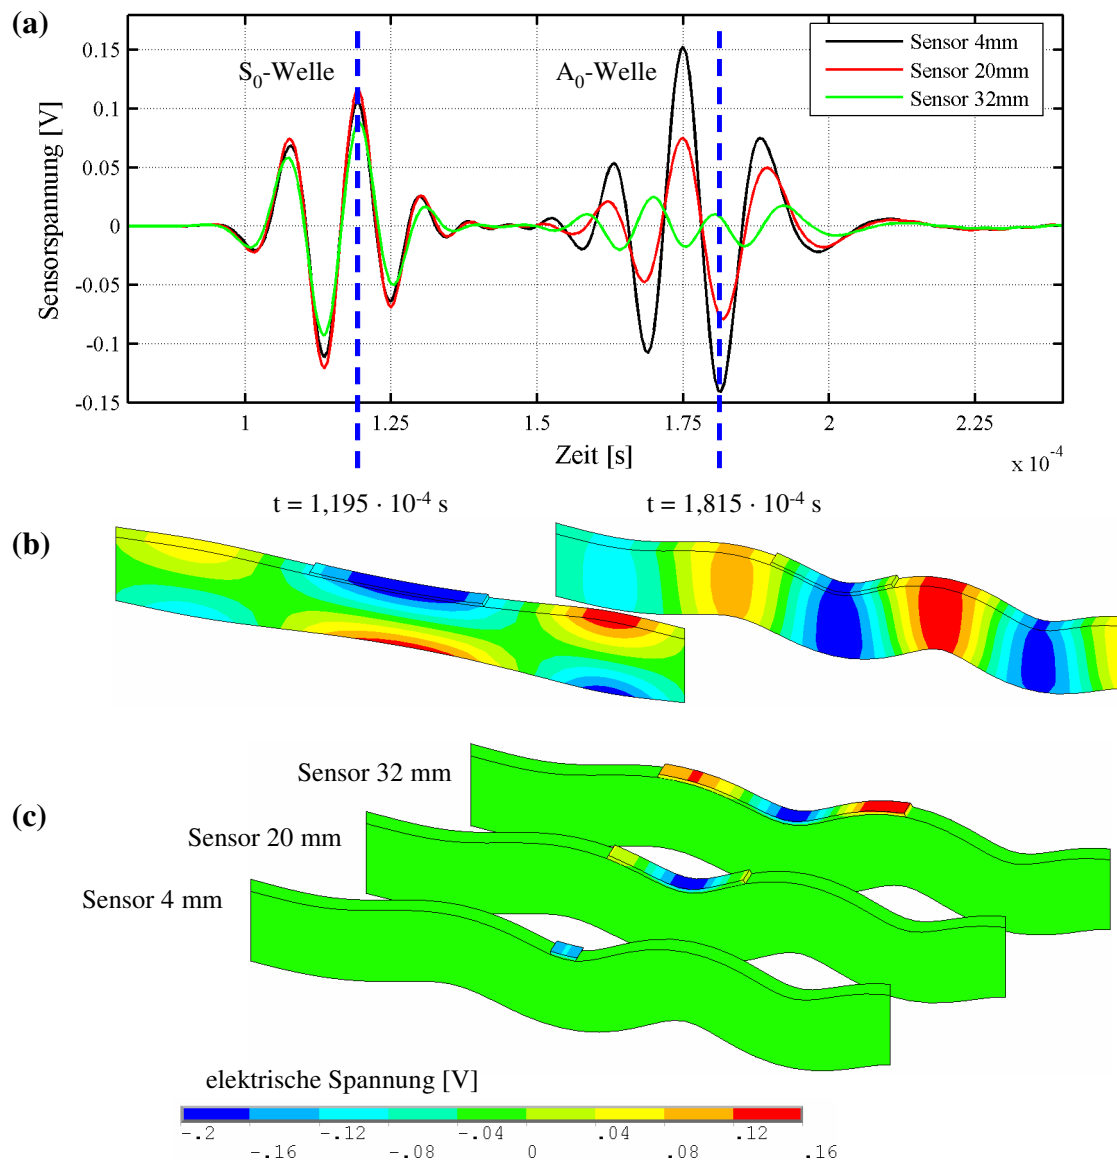 (a)
Sensorspannung [V]
0.15
0.1
0.05
0
-0.05
-0.1
-0.15
S0-Welle
A0-Welle
Sensor 4mm
Sensor 20mm
Sensor 32mm
1
1.25
1.5
1.75
2
2.25
Zeit [s]
x 10-4
t = 1,195 · 10-4 s
t = 1,815 · 10-4 s
(b)
(c)
Sensor 32 mm
Sensor 20 mm
Sensor 4 mm
elektrische Spannung [V]
-.2
-.16
-.12
-.08
-.04
0
.04
.08
.12
.16